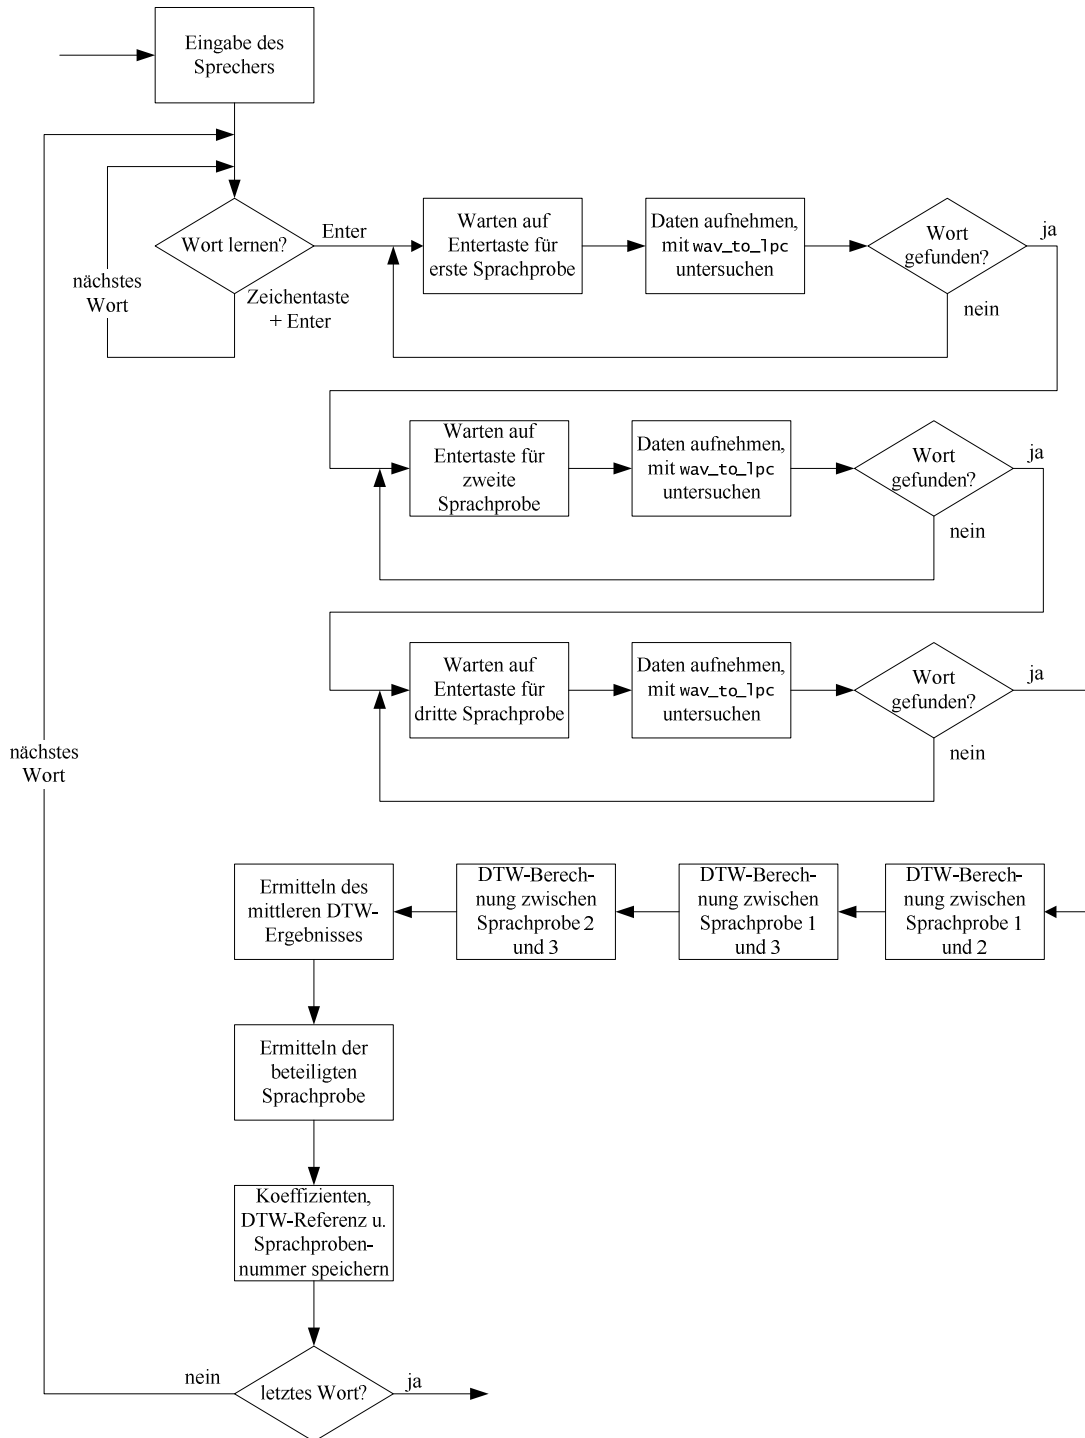 Eingabe des
Sprechers
Wort lernen?
Enter
Zeichentaste
+ Enter
nächstes
Wort
Warten auf
Entertaste für
erste Sprachprobe
Daten aufnehmen,
mit wav_to_lpc
untersuchen
Wort
gefunden?
ja
nein
Warten auf
Entertaste für
zweite
Sprachprobe
Daten aufnehmen,
mit wav_to_lpc
untersuchen
Wort
gefunden?
ja
nein
Warten auf
Entertaste für
dritte Sprachprobe
Daten aufnehmen,
mit wav_to_lpc
untersuchen
Wort
gefunden?
ja
nein
nächstes
Wort
DTW-Berech-
nung zwischen
Sprachprobe 1
und 2
DTW-Berech-
nung zwischen
Sprachprobe 1
und 3
DTW-Berech-
nung zwischen
Sprachprobe 2
und 3
Ermitteln des
mittleren DTW-
Ergebnisses
Ermitteln der
beteiligten
Sprachprobe
Koeffizienten,
DTW-Referenz u.
Sprachproben-
nummer speichern
letztes Wort?
nein
ja